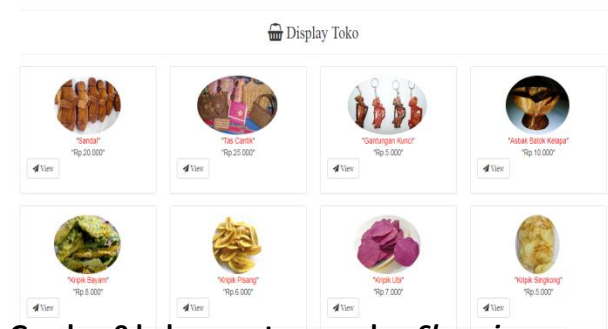 Display Toko
"Sandal" "Tas Cantik" "Gantungan Kunci" "Asbak Batok Kelapa"
"Rp.20.000" "Rp.25.000" "Rp.5.000" "Rp.10.000"
View View View View
"Kripik Bayam" "Kripik Pisang" "Kripik Ubi" "Kripik Singkong"
"Rp.8.000" "Rp.6.000" "Rp.7.000" "Rp.5.000"
View View View View